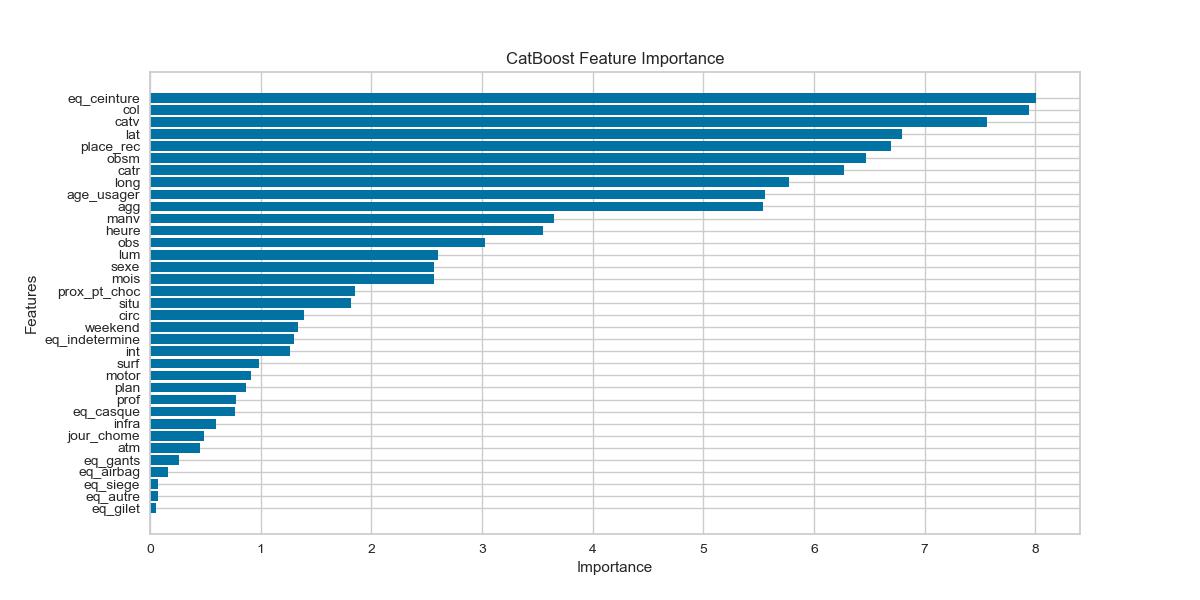 CatBoost Feature Importance
eq_ceinture
col
catv
lat
place_rec
obsm
catr
long
age_usager
agg
manv
heure
obs
lum
sexe
mois
prox_pt_choc
situ
circ
weekend
eq_indetermine
int
surf
motor
plan
prof
eq_casque
infra
jour_chome
atm
eq_gants
eq_airbag
eq_siege
eq_autre
eq_gilet
Features
0 1 2 3 4 5 6 7 8
Importance